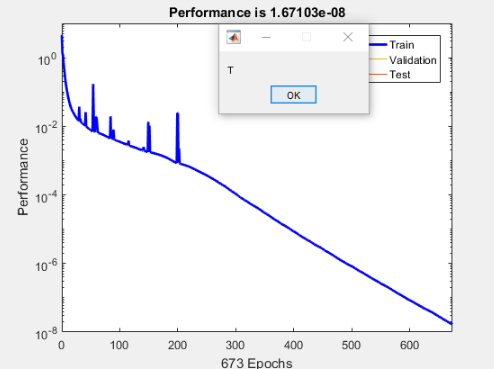 Performance is 1.67103e-08
T
OK
Train
Validation
Test
Performance
10^0
10^-2
10^-4
10^-6
10^-8
0 100 200 300 400 500 600
673 Epochs